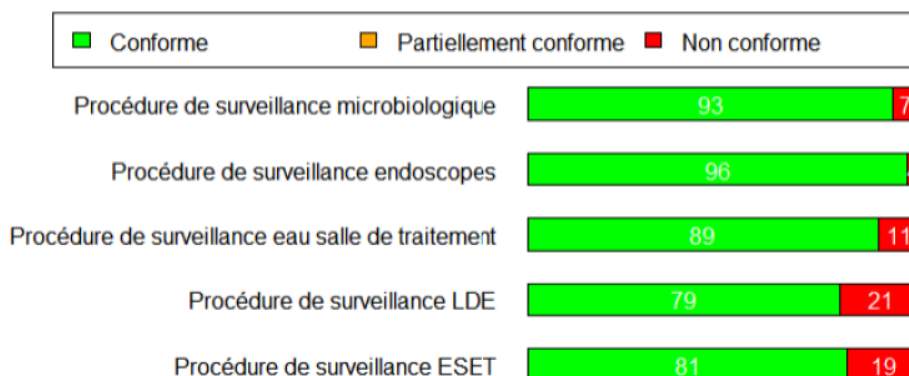 Conforme Partiellement conforme Non conforme
Procédure de surveillance microbiologique 93 7
Procédure de surveillance endoscopes 96
Procédure de surveillance eau salle de traitement 89 11
Procédure de surveillance LDE 79 21
Procédure de surveillance ESET 81 19